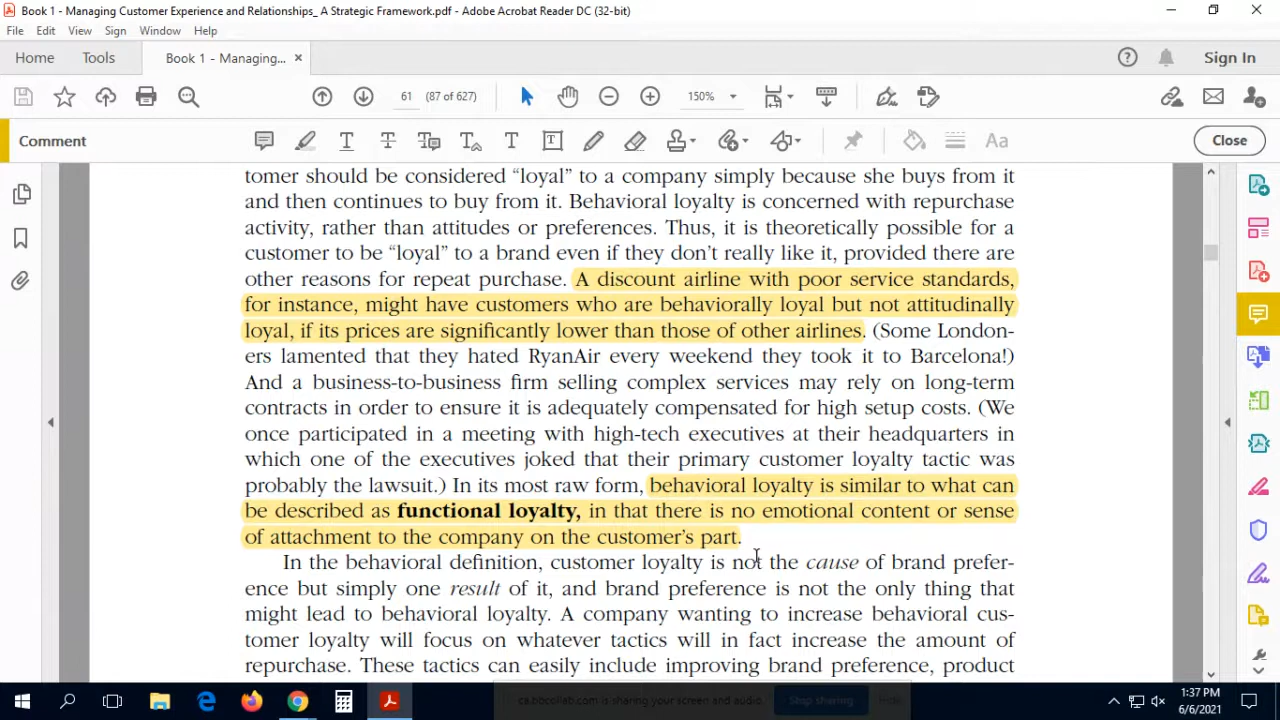 Book 1 - Managing Customer Experience and Relationships_ A Strategic Framework.pdf - Adobe Acrobat Reader DC (32-bit)
File Edit View Sign Window Help
Home Tools Book 1 - Managing... × Sign In
61 (87 of 627) 150%
Comment Aa Close
tomer should be considered “loyal” to a company simply because she buys from it
and then continues to buy from it. Behavioral loyalty is concerned with repurchase
activity, rather than attitudes or preferences. Thus, it is theoretically possible for a
customer to be “loyal” to a brand even if they don’t really like it, provided there are
other reasons for repeat purchase. A discount airline with poor service standards,
for instance, might have customers who are behaviorally loyal but not attitudinally
loyal, if its prices are significantly lower than those of other airlines. (Some London-
ers lamented that they hated RyanAir every weekend they took it to Barcelona!)
And a business-to-business firm selling complex services may rely on long-term
contracts in order to ensure it is adequately compensated for high setup costs. (We
once participated in a meeting with high-tech executives at their headquarters in
which one of the executives joked that their primary customer loyalty tactic was
probably the lawsuit.) In its most raw form, behavioral loyalty is similar to what can
be described as functional loyalty, in that there is no emotional content or sense
of attachment to the company on the customer’s part.
In the behavioral definition, customer loyalty is not the cause of brand prefer-
ence but simply one result of it, and brand preference is not the only thing that
might lead to behavioral loyalty. A company wanting to increase behavioral cus-
tomer loyalty will focus on whatever tactics will in fact increase the amount of
repurchase. These tactics can easily include improving brand preference, product
ca.bbcollab.com is sharing your screen and audio. Stop sharing Hide
1:37 PM
6/6/2021